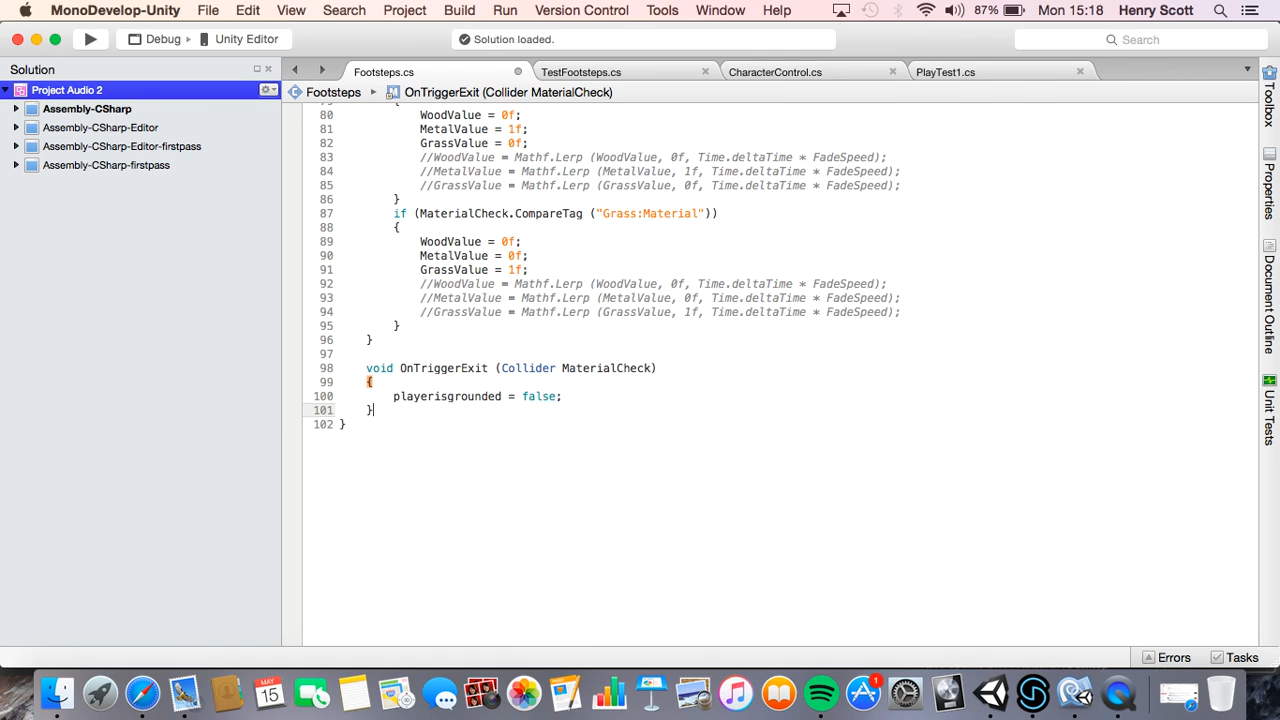 MonoDevelop-Unity File Edit View Search Project Build Run Version Control Tools Window Help 87% Mon 15:18 Henry Scott
Debug Unity Editor Solution loaded. Search
Solution
Footsteps.cs TestFootsteps.cs CharacterControl.cs PlayTest1.cs
Project Audio 2
Footsteps OnTriggerExit (Collider MaterialCheck)
Assembly-CSharp
Assembly-CSharp-Editor
Assembly-CSharp-Editor-firstpass
Assembly-CSharp-firstpass
{
80 WoodValue = 0f;
81 MetalValue = 1f;
82 GrassValue = 0f;
83 //WoodValue = Mathf.Lerp (WoodValue, 0f, Time.deltaTime * FadeSpeed);
84 //MetalValue = Mathf.Lerp (MetalValue, 1f, Time.deltaTime * FadeSpeed);
85 //GrassValue = Mathf.Lerp (GrassValue, 0f, Time.deltaTime * FadeSpeed);
86 }
87 if (MaterialCheck.CompareTag ("Grass:Material"))
88 {
89 WoodValue = 0f;
90 MetalValue = 0f;
91 GrassValue = 1f;
92 //WoodValue = Mathf.Lerp (WoodValue, 0f, Time.deltaTime * FadeSpeed);
93 //MetalValue = Mathf.Lerp (MetalValue, 0f, Time.deltaTime * FadeSpeed);
94 //GrassValue = Mathf.Lerp (GrassValue, 1f, Time.deltaTime * FadeSpeed);
95 }
96 }
97
98 void OnTriggerExit (Collider MaterialCheck)
99 {
100 playerisgrounded = false;
101 }
102 }
Toolbox
Properties
Document Outline
Unit Tests
Errors Tasks
MAY
15
1